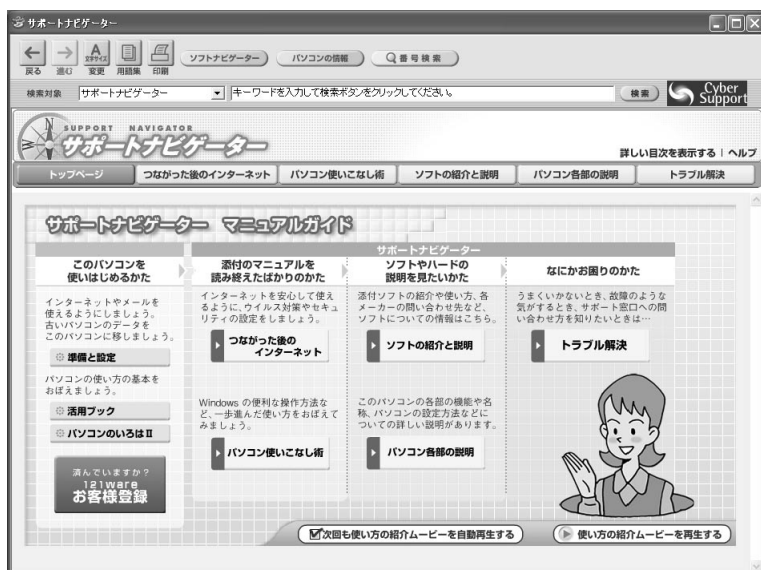 サポートナビゲーター
戻る 進む 文字サイズ 変更 用語集 印刷 ソフトナビゲーター パソコンの情報 番号検索
検索対象 サポートナビゲーター キーワードを入力して検索ボタンをクリックしてください。 検索 Cyber Support
SUPPORT NAVIGATOR
サポートナビゲーター
詳しい目次を表示する | ヘルプ
トップページ つながった後のインターネット パソコン使いこなし術 ソフトの紹介と説明 パソコン各部の説明 トラブル解決
サポートナビゲーター マニュアルガイド
サポートナビゲーター
このパソコンを
使いはじめるかた
インターネットやメールを
使えるようにしましょう。
古いパソコンのデータを
このパソコンに移しましょう。
準備と設定
パソコンの使い方の基本を
おぼえましょう。
活用ブック
パソコンのいろはⅡ
済んでいますか?
121ware
お客様登録
添付のマニュアルを
読み終えたばかりのかた
インターネットを安心して使え
るように、ウイルス対策やセキュ
リティの設定をしましょう。
つながった後の
インターネット
Windows の便利な操作方法な
ど、一歩進んだ使い方をおぼえて
みましょう。
パソコン使いこなし術
ソフトやハードの
説明を見たいかた
添付ソフトの紹介や使い方、各
メーカーの問い合わせ先など、
ソフトについての情報はこちら。
ソフトの紹介と説明
このパソコンの各部の機能や名
称、パソコンの設定方法などに
ついての詳しい説明があります。
パソコン各部の説明
なにかお困りのかた
うまくいかないとき、故障のような
気がするとき、サポート窓口への問
い合わせ方を知りたいときは…
トラブル解決
次回も使い方の紹介ムービーを自動再生する
使い方の紹介ムービーを再生する